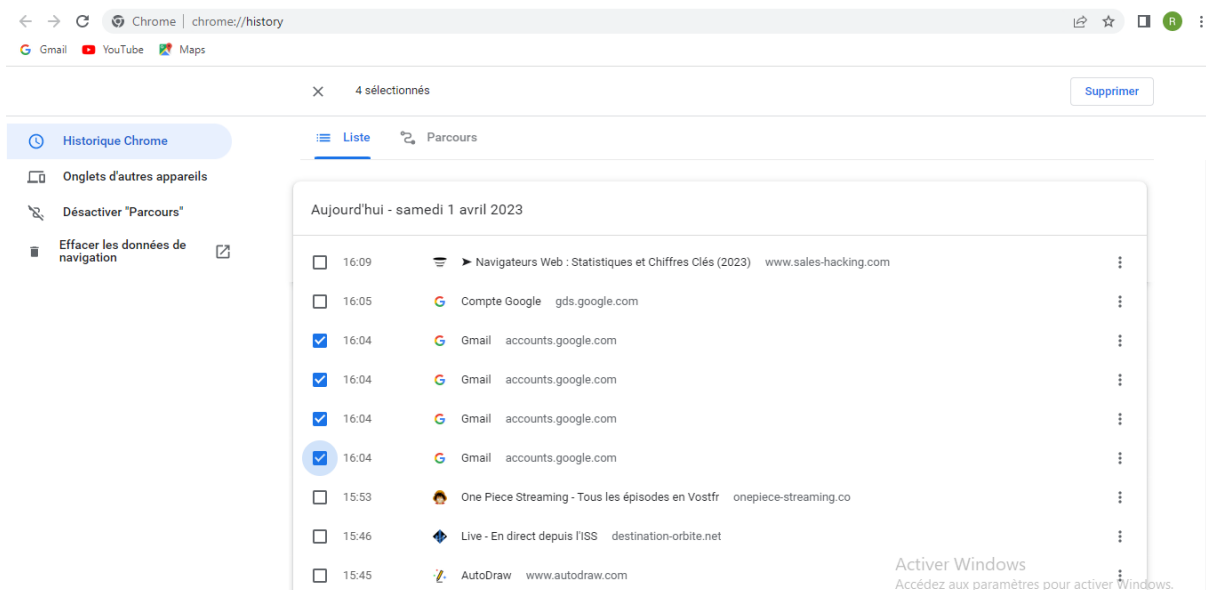 Chrome | chrome://history
R
Gmail YouTube Maps
4 sélectionnés Supprimer
Historique Chrome
Onglets d'autres appareils
Désactiver "Parcours"
Effacer les données de
navigation
Liste Parcours
Aujourd'hui - samedi 1 avril 2023
16:09 ➤ Navigateurs Web : Statistiques et Chiffres Clés (2023) www.sales-hacking.com
16:05 Compte Google gds.google.com
16:04 Gmail accounts.google.com
16:04 Gmail accounts.google.com
16:04 Gmail accounts.google.com
16:04 Gmail accounts.google.com
15:53 One Piece Streaming - Tous les épisodes en Vostfr onepiece-streaming.co
15:46 Live - En direct depuis l'ISS destination-orbite.net
15:45 AutoDraw www.autodraw.com
Activer Windows
Accédez aux paramètres pour activer Windows.